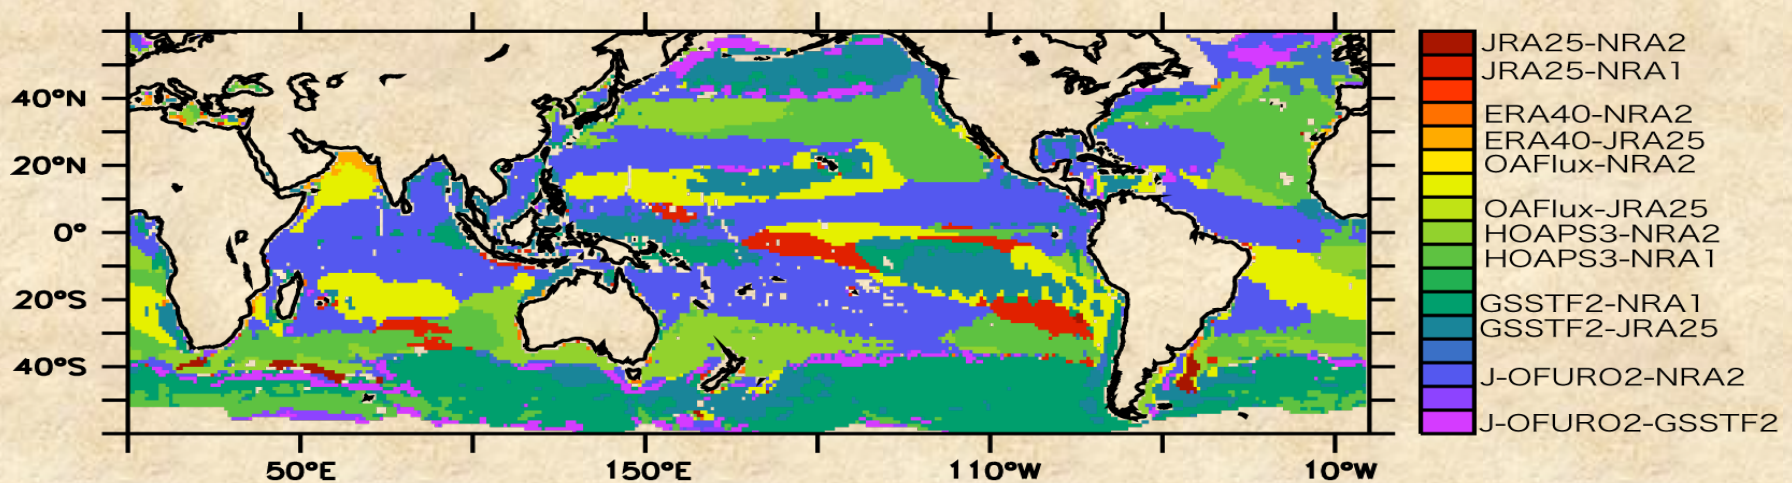 40°N
20°N
0°
20°S
40°S
50°E 150°E 110°W 10°W
JRA25-NRA2
JRA25-NRA1
ERA40-NRA2
ERA40-JRA25
OAFlux-NRA2
OAFlux-JRA25
HOAPS3-NRA2
HOAPS3-NRA1
GSSTF2-NRA1
GSSTF2-JRA25
J-OFURO2-NRA2
J-OFURO2-GSSTF2